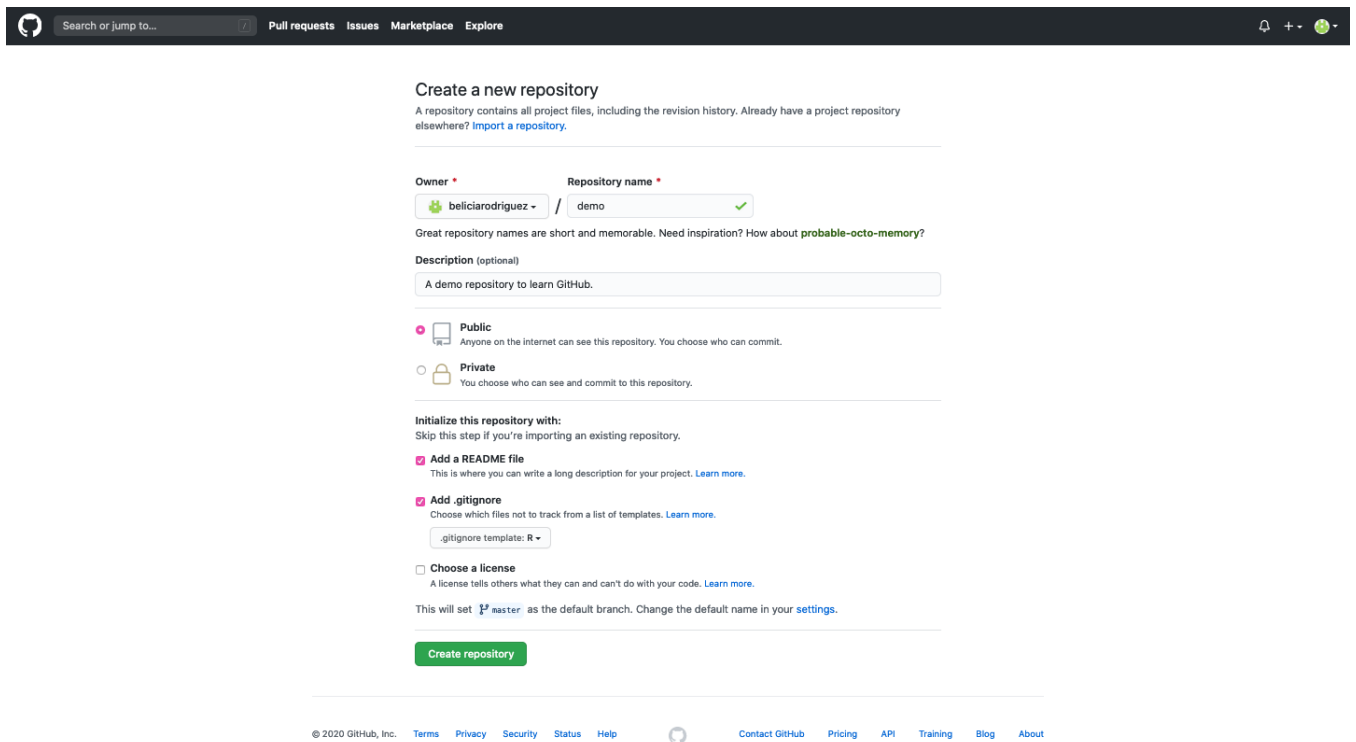 Search or jump to... /
Pull requests Issues Marketplace Explore
Create a new repository
A repository contains all project files, including the revision history. Already have a project repository
elsewhere? Import a repository.
Owner * Repository name *
beliciarodriguez / demo
Great repository names are short and memorable. Need inspiration? How about probable-octo-memory?
Description (optional)
A demo repository to learn GitHub.
Public
Anyone on the internet can see this repository. You choose who can commit.
Private
You choose who can see and commit to this repository.
Initialize this repository with:
Skip this step if you're importing an existing repository.
Add a README file
This is where you can write a long description for your project. Learn more.
Add .gitignore
Choose which files not to track from a list of templates. Learn more.
.gitignore template: R
Choose a license
A license tells others what they can and can't do with your code. Learn more.
This will set master as the default branch. Change the default name in your settings.
Create repository
© 2020 GitHub, Inc. Terms Privacy Security Status Help Contact GitHub Pricing API Training Blog About